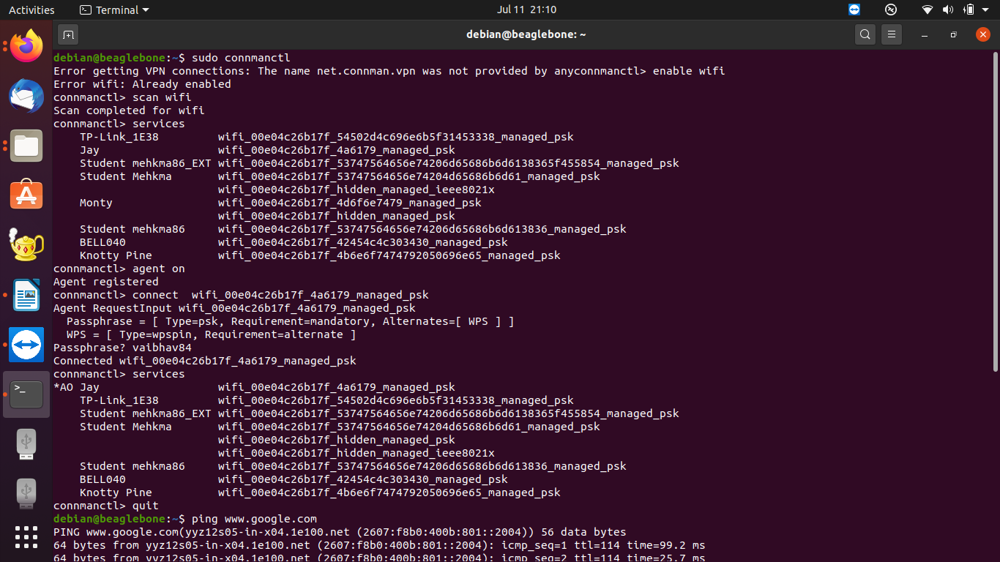 Activities Terminal Jul 11 21:10
debian@beaglebone: ~
debian@beaglebone:~$ sudo connmanctl
Error getting VPN connections: The name net.connman.vpn was not provided by anyconnmanctl> enable wifi
Error wifi: Already enabled
connmanctl> scan wifi
Scan completed for wifi
connmanctl> services
TP-Link_1E38 wifi_00e04c26b17f_54502d4c696e6b5f31453338_managed_psk
Jay wifi_00e04c26b17f_4a6179_managed_psk
Student mehkma86_EXT wifi_00e04c26b17f_53747564656e74206d65686b6d6138365f455854_managed_psk
Student Mehkma wifi_00e04c26b17f_53747564656e74204d65686b6d61_managed_psk
wifi_00e04c26b17f_hidden_managed_ieee8021x
Monty wifi_00e04c26b17f_4d6f6e7479_managed_psk
wifi_00e04c26b17f_hidden_managed_psk
Student mehkma86 wifi_00e04c26b17f_53747564656e74206d65686b6d613836_managed_psk
BELL040 wifi_00e04c26b17f_42454c4c303430_managed_psk
Knotty Pine wifi_00e04c26b17f_4b6e6f7474792050696e65_managed_psk
connmanctl> agent on
Agent registered
connmanctl> connect  wifi_00e04c26b17f_4a6179_managed_psk
Agent RequestInput wifi_00e04c26b17f_4a6179_managed_psk
Passphrase = [ Type=psk, Requirement=mandatory, Alternates=[ WPS ] ]
WPS = [ Type=wpspin, Requirement=alternate ]
Passphrase? vaibhav84
Connected wifi_00e04c26b17f_4a6179_managed_psk
connmanctl> services
*AO Jay wifi_00e04c26b17f_4a6179_managed_psk
TP-Link_1E38 wifi_00e04c26b17f_54502d4c696e6b5f31453338_managed_psk
Student mehkma86_EXT wifi_00e04c26b17f_53747564656e74206d65686b6d6138365f455854_managed_psk
Student Mehkma wifi_00e04c26b17f_53747564656e74204d65686b6d61_managed_psk
wifi_00e04c26b17f_hidden_managed_psk
wifi_00e04c26b17f_hidden_managed_ieee8021x
Student mehkma86 wifi_00e04c26b17f_53747564656e74206d65686b6d613836_managed_psk
BELL040 wifi_00e04c26b17f_42454c4c303430_managed_psk
Knotty Pine wifi_00e04c26b17f_4b6e6f7474792050696e65_managed_psk
connmanctl> quit
debian@beaglebone:~$ ping www.google.com
PING www.google.com(yyz12s05-in-x04.1e100.net (2607:f8b0:400b:801::2004)) 56 data bytes
64 bytes from yyz12s05-in-x04.1e100.net (2607:f8b0:400b:801::2004): icmp_seq=1 ttl=114 time=99.2 ms
64 bytes from yyz12s05-in-x04.1e100.net (2607:f8b0:400b:801::2004): icmp_seq=2 ttl=114 time=25.7 ms